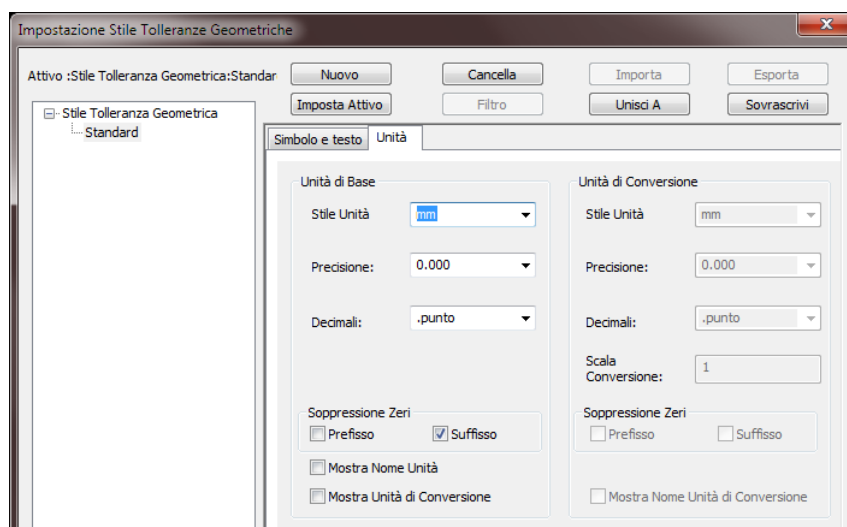 Impostazione Stile Tolleranze Geometriche
Attivo :Stile Tolleranza Geometrica:Standar
Nuovo Cancella Importa Esporta
Imposta Attivo Filtro Unisci A Sovrascrivi
Stile Tolleranza Geometrica
Standard
Simbolo e testo Unità
Unità di Base Unità di Conversione
Stile Unità mm Stile Unità mm
Precisione: 0.000 Precisione: 0.000
Decimali: .punto Decimali: .punto
Scala
Conversione: 1
Soppressione Zeri Soppressione Zeri
Prefisso Suffisso Prefisso Suffisso
Mostra Nome Unità
Mostra Unità di Conversione Mostra Nome Unità di Conversione